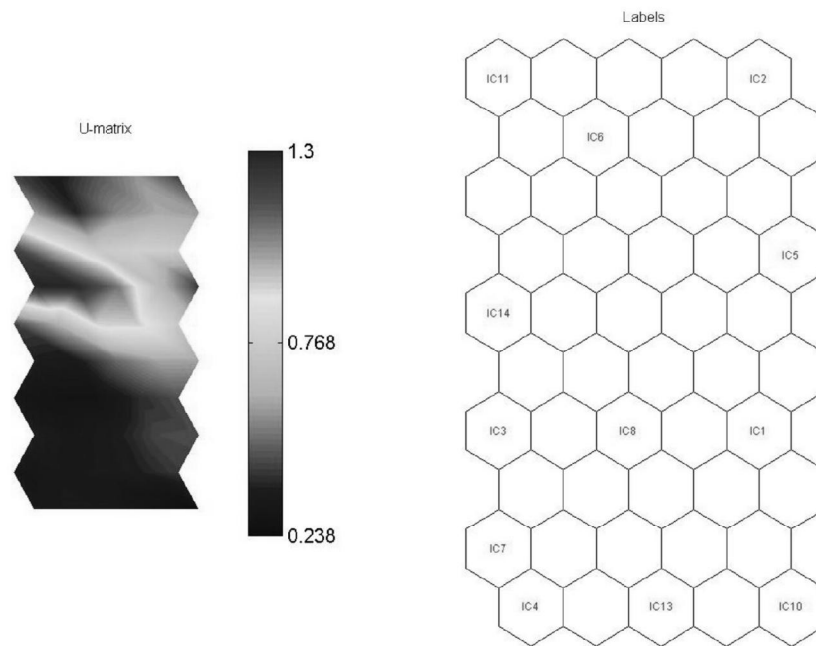 Labels
IC11
IC2
U-matrix
IC6
1.3
IC5
IC14
0.768
IC3 IC8 IC1
0.238
IC7
IC4 IC13 IC10